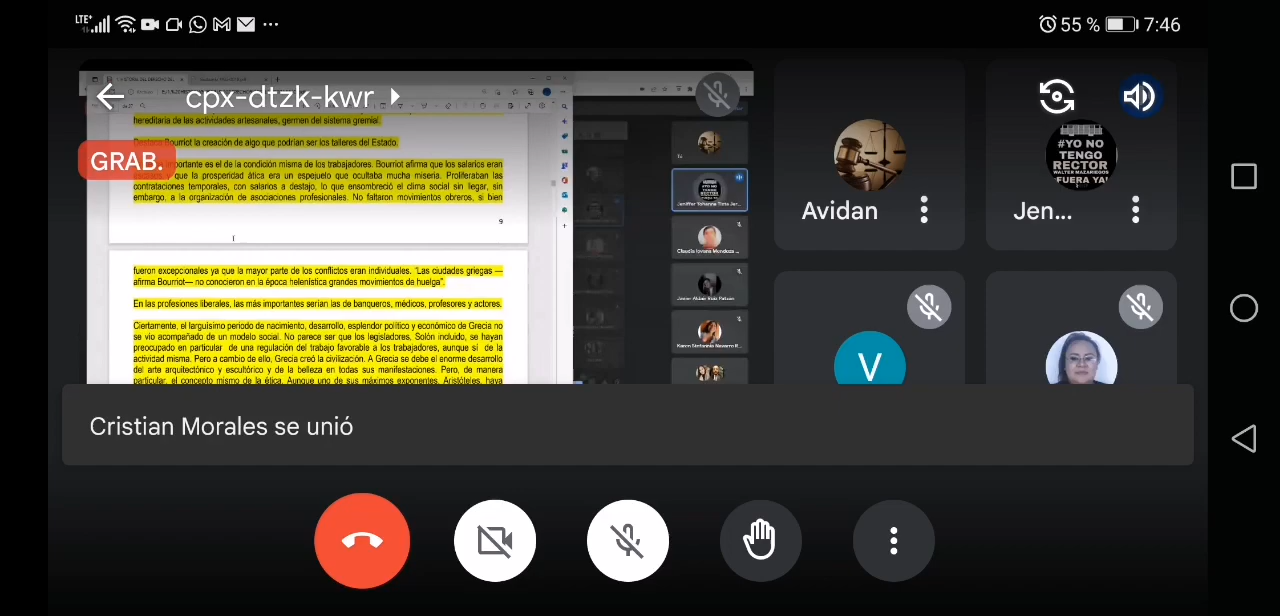 LTE+
55 %
7:46
cpx-dtzk-kwr
GRAB.
hereditaria de las actividades artesanales, germen del sistema gremial.
Bourriot la creación de algo que podrían ser los talleres del Estado.
importante es el de la condición misma de los trabajadores. Bourriot afirma que los salarios eran
y que la prosperidad ática era un espejuelo que ocultaba mucha miseria. Proliferaban las
contrataciones temporales, con salarios a destajo, lo que ensombreció el clima social sin llegar, sin
embargo, a la organización de asociaciones profesionales. No faltaron movimientos obreros, si bien
9
fueron excepcionales ya que la mayor parte de los conflictos eran individuales. "Las ciudades griegas —
afirma Bourriot— no conocieron en la época helenística grandes movimientos de huelga".
En las profesiones liberales, las más importantes serían las de banqueros, médicos, profesores y actores.
Ciertamente, el larguísimo periodo de nacimiento, desarrollo, esplendor político y económico de Grecia no
se vio acompañado de un modelo social. No parece ser que los legisladores, Solón incluido, se hayan
preocupado en particular de una regulación del trabajo favorable a los trabajadores, aunque sí de la
actividad misma. Pero a cambio de ello, Grecia creó la civilización. A Grecia se debe el enorme desarrollo
del arte arquitectónico y escultórico y de la belleza en todas sus manifestaciones. Pero, de manera
particular, el concepto mismo de la ética. Aunque uno de sus máximos exponentes, Aristóteles, haya
Avidan
#YO NO
TENGO
RECTOR
WALTER MAZARIEGOS
FUERA YA!
Jen...
V
Cristian Morales se unió